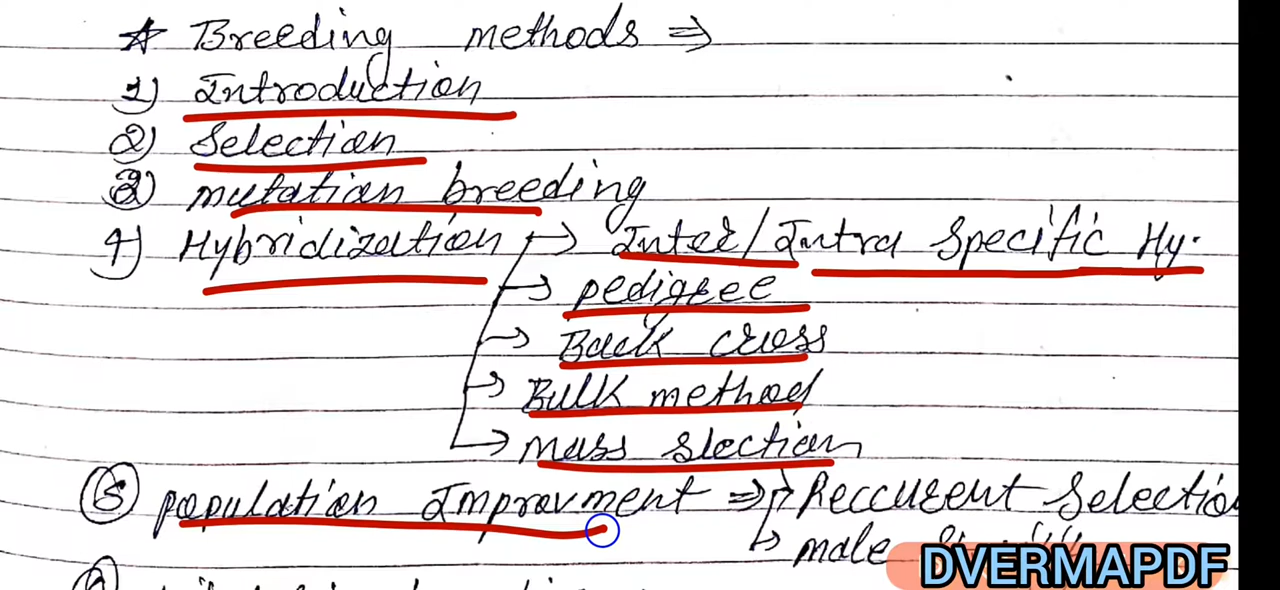 ★ Breeding methods ⇒
1) Introduction
2) Selection
3) mutation breeding
4) Hybridization → Inter/Intra Specific Hy.
→ pedigree
→ Back cross
→ Bulk method
→ mass slection
5 population Improvment ⇒ → Reccurent Selection
→ male
DVERMAPDF